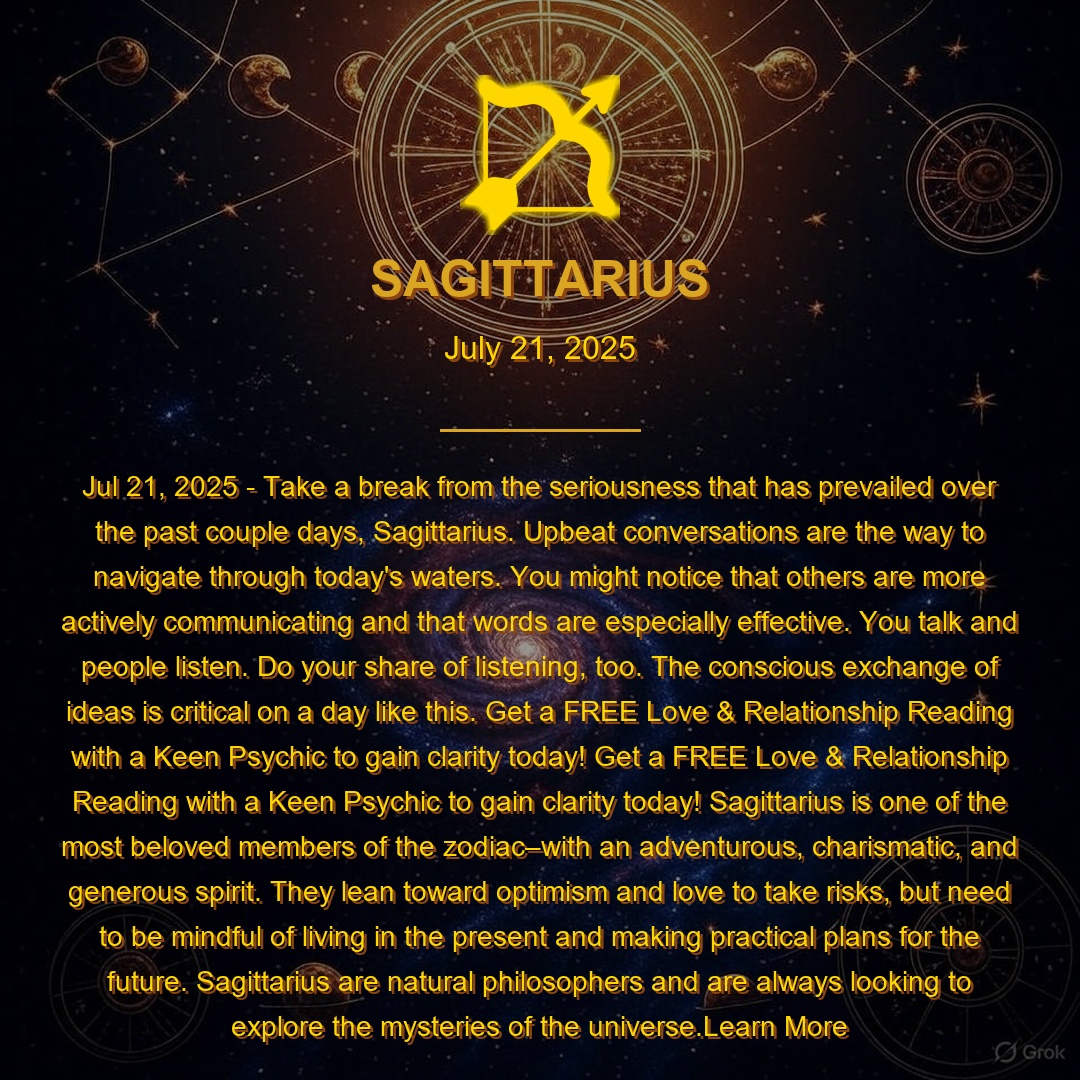 SAGITTARIUS
July 21, 2025
Jul 21, 2025 - Take a break from the seriousness that has prevailed over
the past couple days, Sagittarius. Upbeat conversations are the way to
navigate through today's waters. You might notice that others are more
actively communicating and that words are especially effective. You talk and
people listen. Do your share of listening, too. The conscious exchange of
ideas is critical on a day like this. Get a FREE Love & Relationship Reading
with a Keen Psychic to gain clarity today! Get a FREE Love & Relationship
Reading with a Keen Psychic to gain clarity today! Sagittarius is one of the
most beloved members of the zodiac–with an adventurous, charismatic, and
generous spirit. They lean toward optimism and love to take risks, but need
to be mindful of living in the present and making practical plans for the
future. Sagittarius are natural philosophers and are always looking to
explore the mysteries of the universe.Learn More
Grok